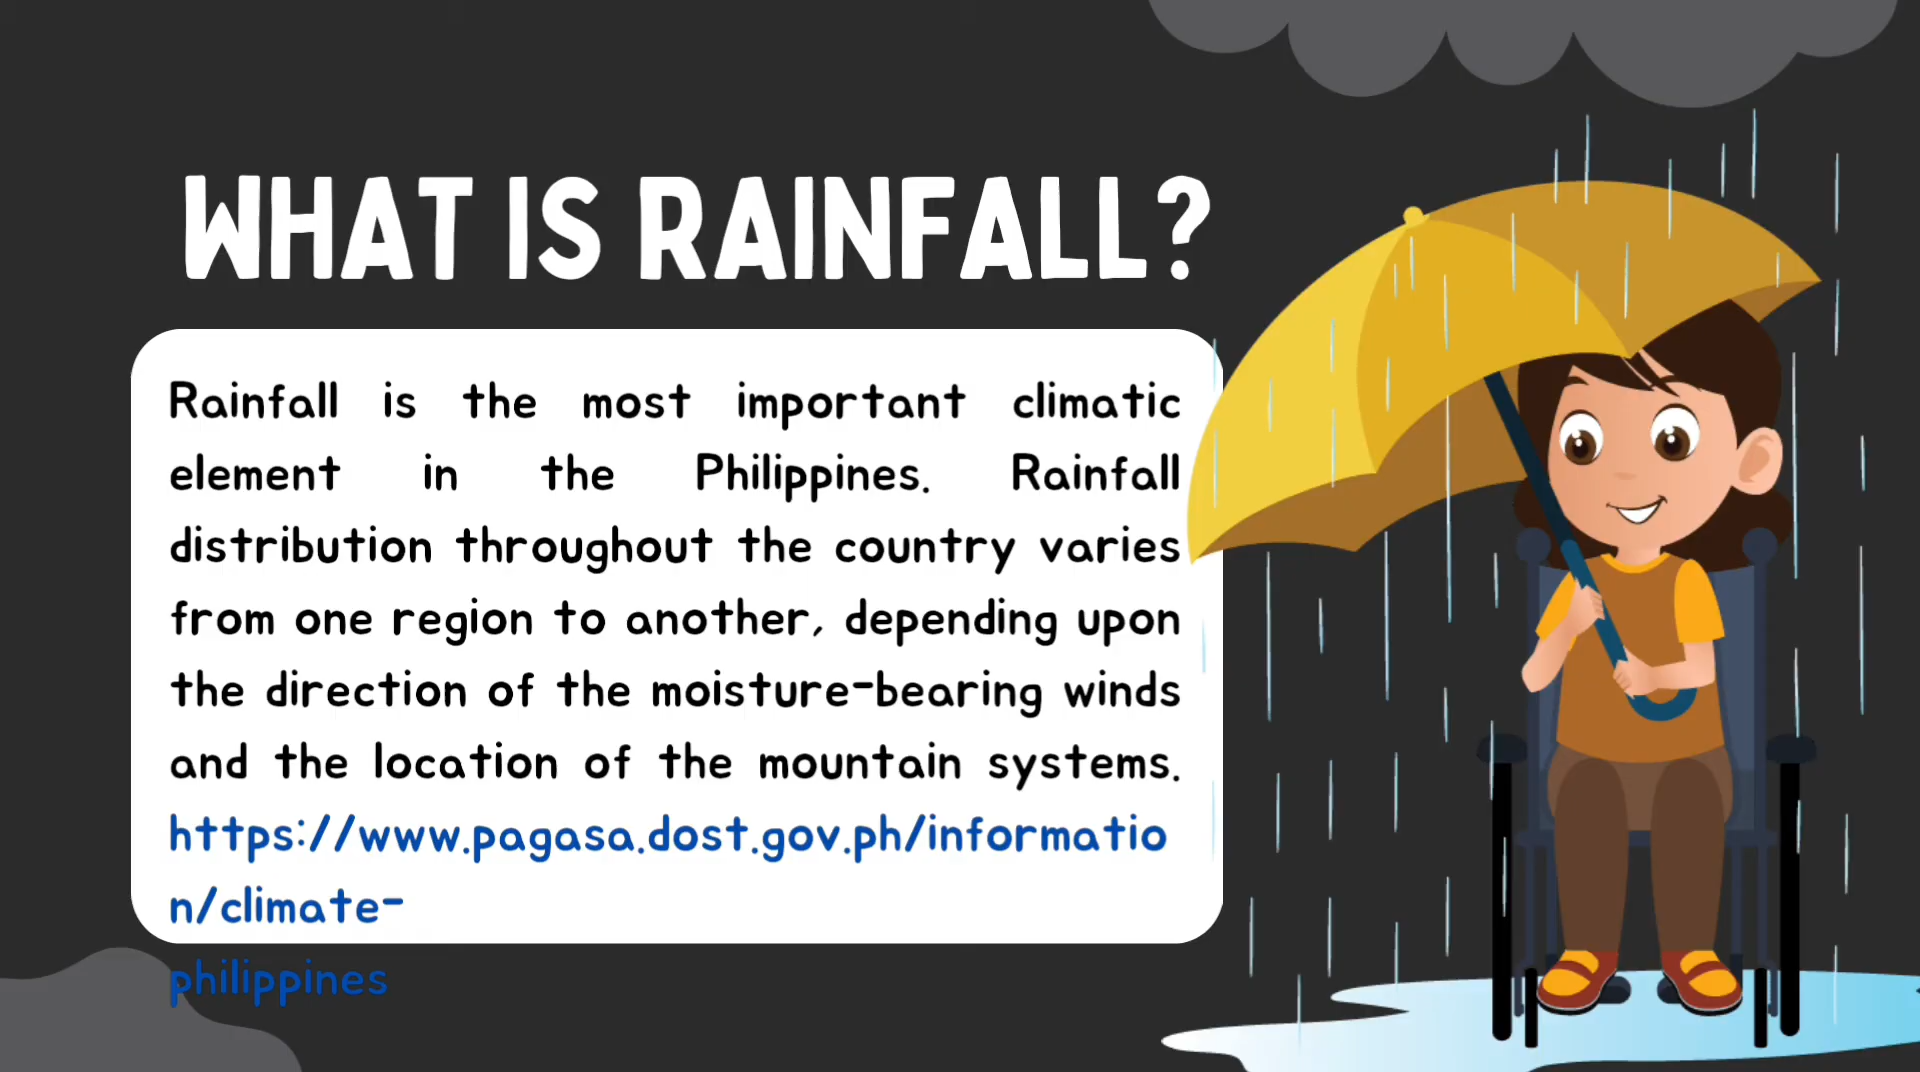 WHAT IS RAINFALL?
Rainfall is the most important climatic
element in the Philippines. Rainfall
distribution throughout the country varies
from one region to another, depending upon
the direction of the moisture-bearing winds
and the location of the mountain systems.
https://www.pagasa.dost.gov.ph/informatio
n/climate-
philippines